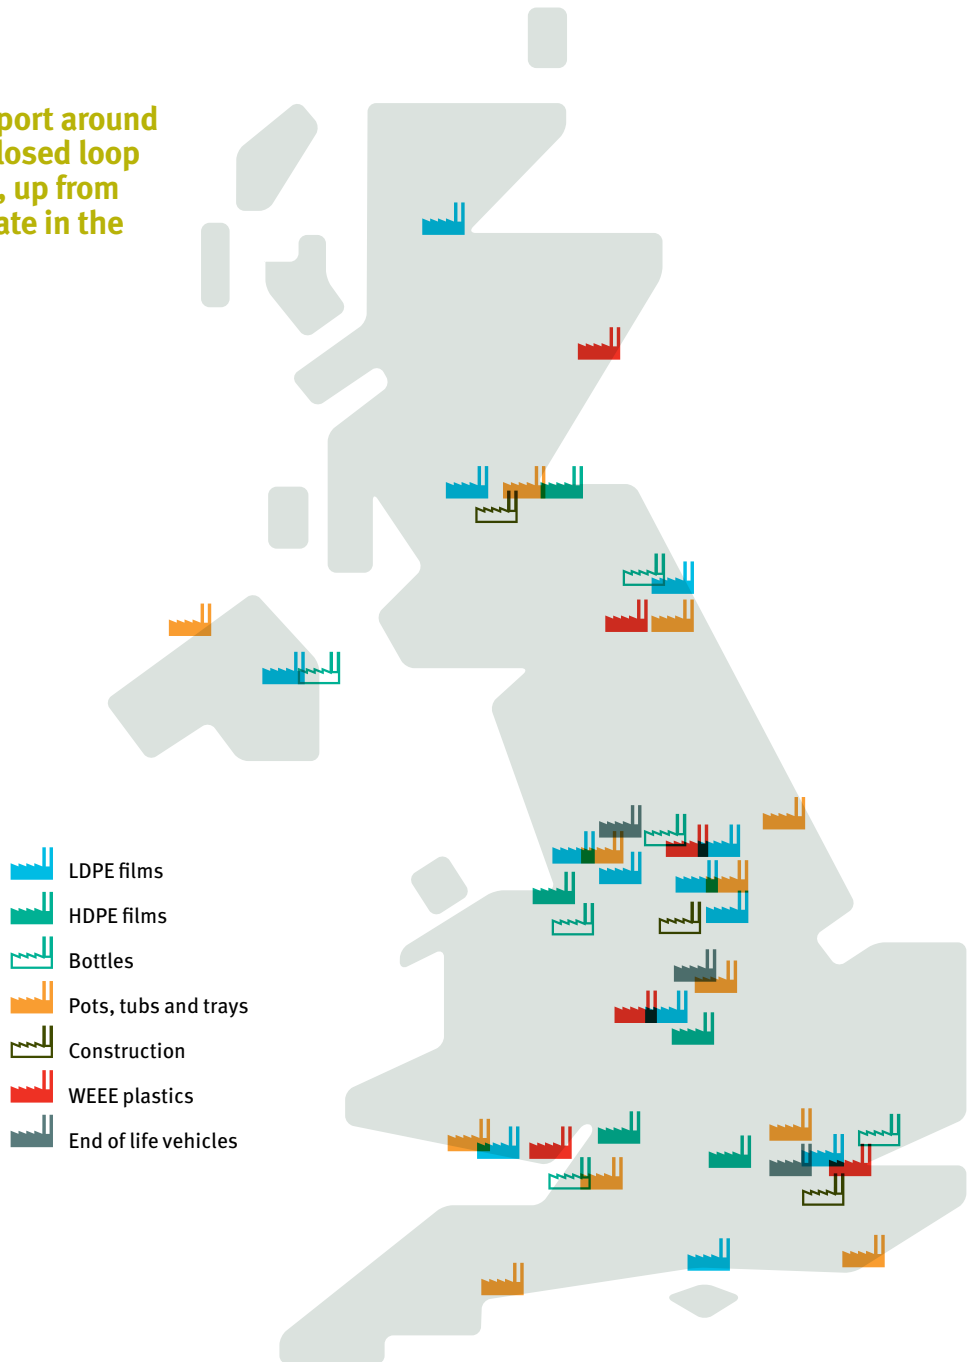 port around
losed loop
, up from
ate in the
LDPE films
HDPE films
Bottles
Pots, tubs and trays
Construction
WEEE plastics
End of life vehicles